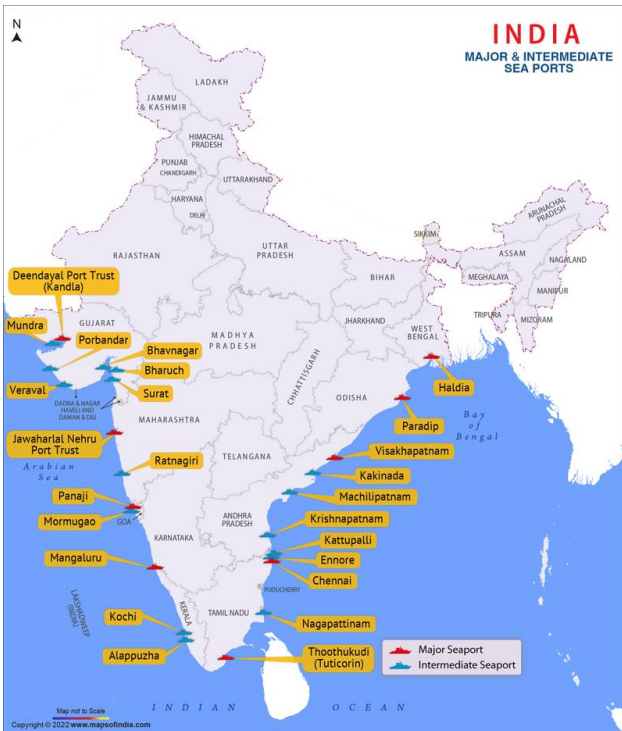 N
INDIA
MAJOR & INTERMEDIATE
SEA PORTS
LADAKH
JAMMU
& KASHMIR
HIMACHAL
PRADESH
PUNJAB
CHANDIGARH
UTTARAKHAND
HARYANA
DELHI
ARUNACHAL
PRADESH
SIKKIM
RAJASTHAN
UTTAR
PRADESH
ASSAM
NAGALAND
BIHAR
MEGHALAYA
MANIPUR
Deendayal Port Trust
(Kandla)
JHARKHAND
TRIPURA
MIZORAM
Mundra
GUJARAT
Porbandar
MADHYA
PRADESH
WEST
BENGAL
Bhavnagar
Bharuch
CHHATTISGARH
Haldia
Veraval
Surat
ODISHA
DADRA & NAGAR
HAVELI AND
DAMAN & DIU
MAHARASHTRA
Paradip
Bay
of
Bengal
Jawaharlal Nehru
Port Trust
Visakhapatnam
TELANGANA
Arabian
Sea
Ratnagiri
Kakinada
Panaji
Machilipatnam
Mormugao
GOA
ANDHRA
PRADESH
Krishnapatnam
KARNATAKA
Kattupalli
Mangaluru
Ennore
Chennai
PUDUCHERRY
LAKSHADWEEP
(INDIA)
KERALA
TAMIL NADU
Kochi
Nagapattinam
Alappuzha
Thoothukudi
(Tuticorin)
Major Seaport
Intermediate Seaport
INDIAN OCEAN
Map not to Scale
Copyright © 2022 www.mapsofindia.com